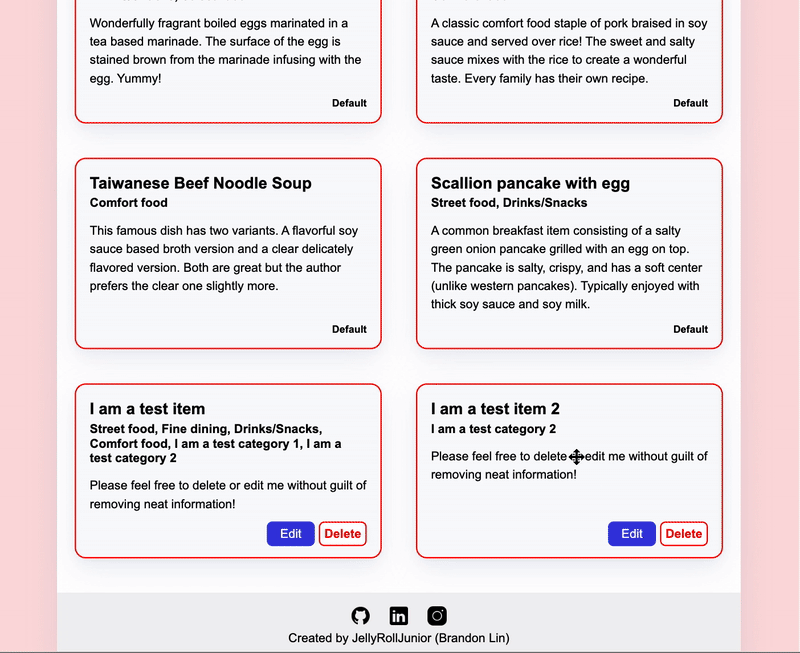 Wonderfully fragrant boiled eggs marinated in a
tea based marinade. The surface of the egg is
stained brown from the marinade infusing with the
egg. Yummy!
Default
A classic comfort food staple of pork braised in soy
sauce and served over rice! The sweet and salty
sauce mixes with the rice to create a wonderful
taste. Every family has their own recipe.
Default
Taiwanese Beef Noodle Soup
Comfort food
This famous dish has two variants. A flavorful soy
sauce based broth version and a clear delicately
flavored version. Both are great but the author
prefers the clear one slightly more.
Default
Scallion pancake with egg
Street food, Drinks/Snacks
A common breakfast item consisting of a salty
green onion pancake grilled with an egg on top.
The pancake is salty, crispy, and has a soft center
(unlike western pancakes). Typically enjoyed with
thick soy sauce and soy milk.
Default
I am a test item
Street food, Fine dining, Drinks/Snacks,
Comfort food, I am a test category 1, I am a
test category 2
Please feel free to delete or edit me without guilt of
removing neat information!
Edit
Delete
I am a test item 2
I am a test category 2
Please feel free to delete edit me without guilt of
removing neat information!
Edit
Delete
Created by JellyRollJunior (Brandon Lin)